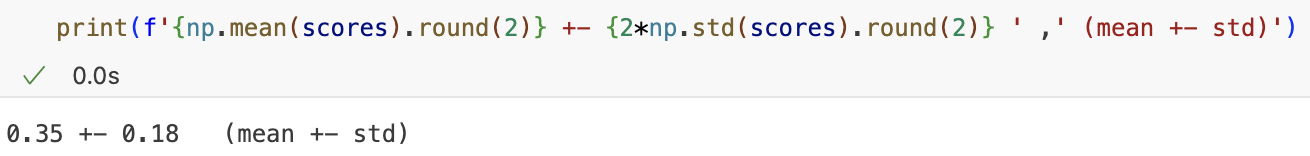 print(f'{np.mean(scores).round(2)} +- {2*np.std(scores).round(2)} ' ,' (mean +- std)')
0.0s
0.35 +- 0.18   (mean +- std)